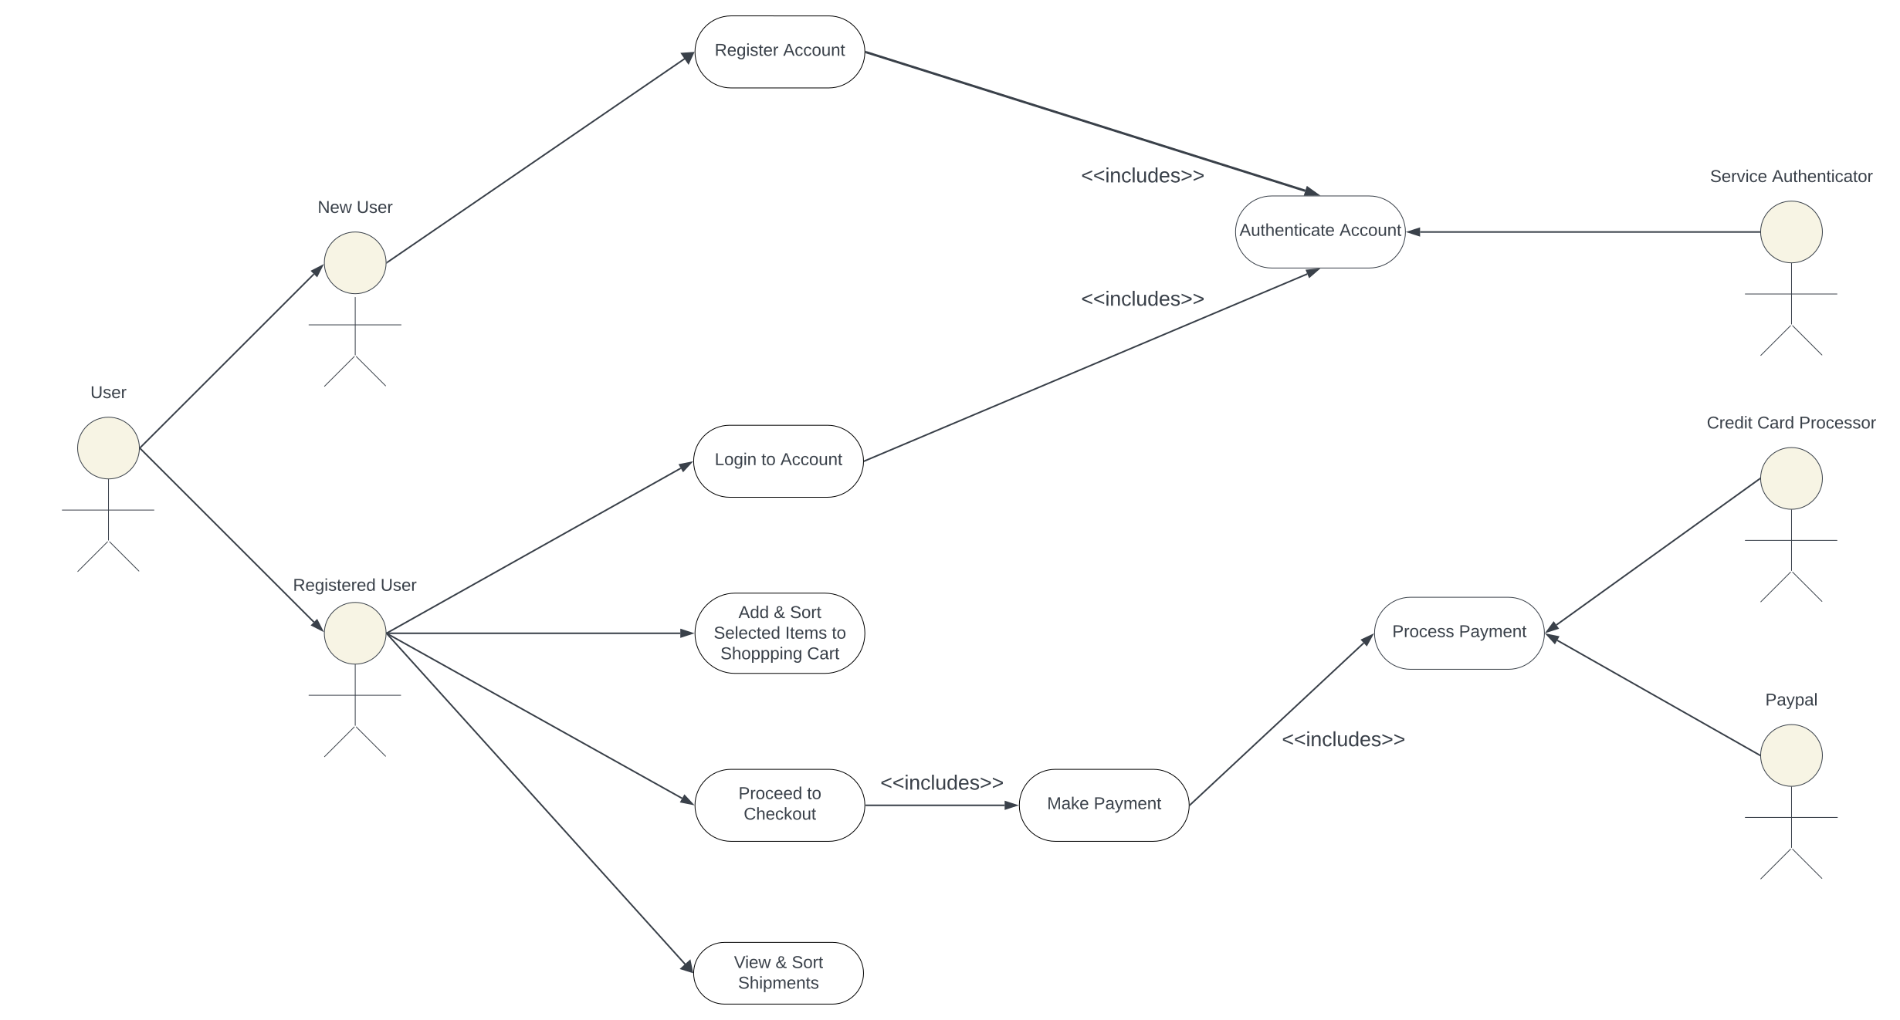 Register Account
<<includes>>
Service Authenticator
New User
Authenticate Account
<<includes>>
User
Credit Card Processor
Login to Account
Registered User
Add & Sort
Selected Items to
Shoppping Cart
Process Payment
Paypal
<<includes>>
<<includes>>
Proceed to
Checkout
Make Payment
View & Sort
Shipments